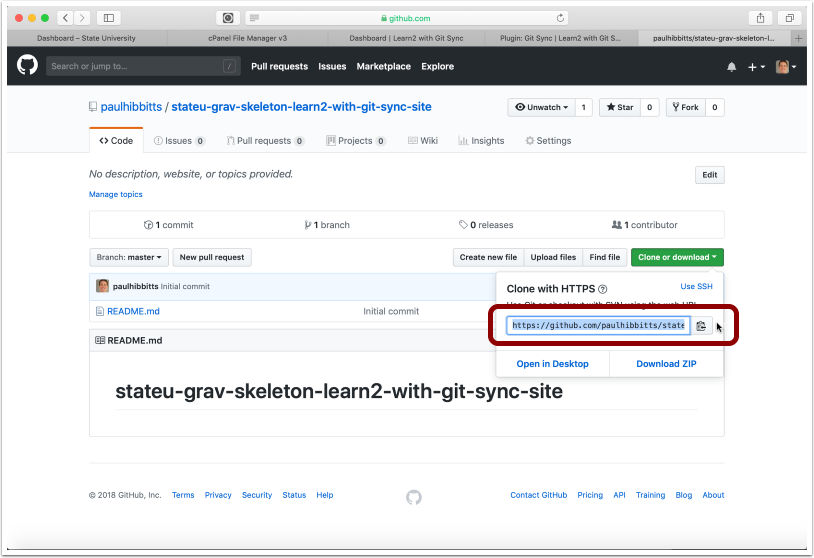 github.com
Dashboard – State University
cPanel File Manager v3
Dashboard | Learn2 with Git Sync
Plugin: Git Sync | Learn2 with Git S...
paulhibbitts/stateu-grav-skeleton-l...
Search or jump to...
/
Pull requests Issues Marketplace Explore
paulhibbitts / stateu-grav-skeleton-learn2-with-git-sync-site
Unwatch 1 Star 0 Fork 0
Code Issues 0 Pull requests 0 Projects 0 Wiki Insights Settings
No description, website, or topics provided.
Edit
Manage topics
1 commit 1 branch 0 releases 1 contributor
Branch: master New pull request Create new file Upload files Find file Clone or download
paulhibbitts Initial commit
README.md Initial commit
README.md
Clone with HTTPS ? Use SSH
Use Git or checkout with SVN using the web URL.
https://github.com/paulhibbitts/state
Open in Desktop Download ZIP
stateu-grav-skeleton-learn2-with-git-sync-site
© 2018 GitHub, Inc. Terms Privacy Security Status Help Contact GitHub Pricing API Training Blog About